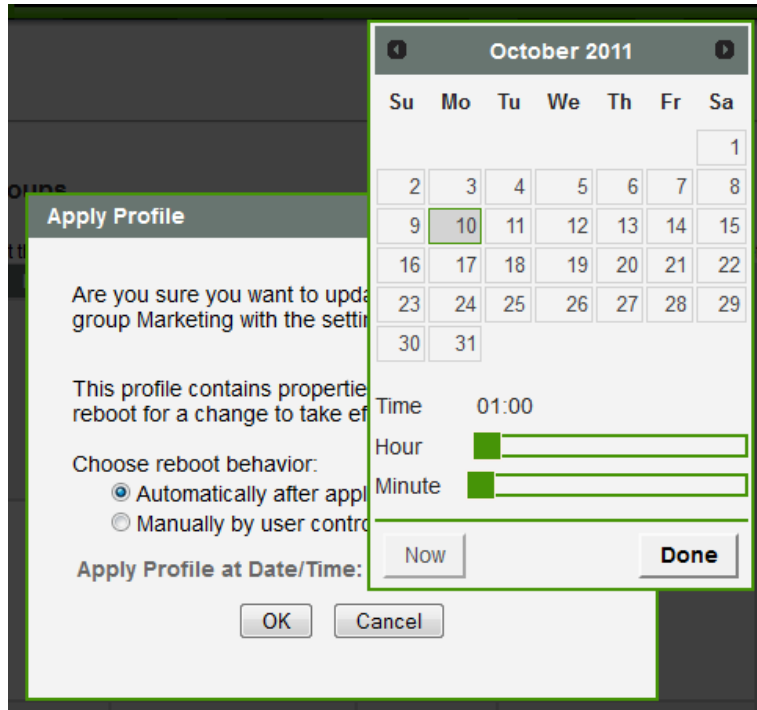 oups
Apply Profile
Are you sure you want to upda
group Marketing with the settin
This profile contains propertie
reboot for a change to take ef
Choose reboot behavior:
Automatically after appl
Manually by user contro
Apply Profile at Date/Time:
OK Cancel
October 2011
Su Mo Tu We Th Fr Sa
1
2 3 4 5 6 7 8
9 10 11 12 13 14 15
16 17 18 19 20 21 22
23 24 25 26 27 28 29
30 31
Time 01:00
Hour
Minute
Now Done